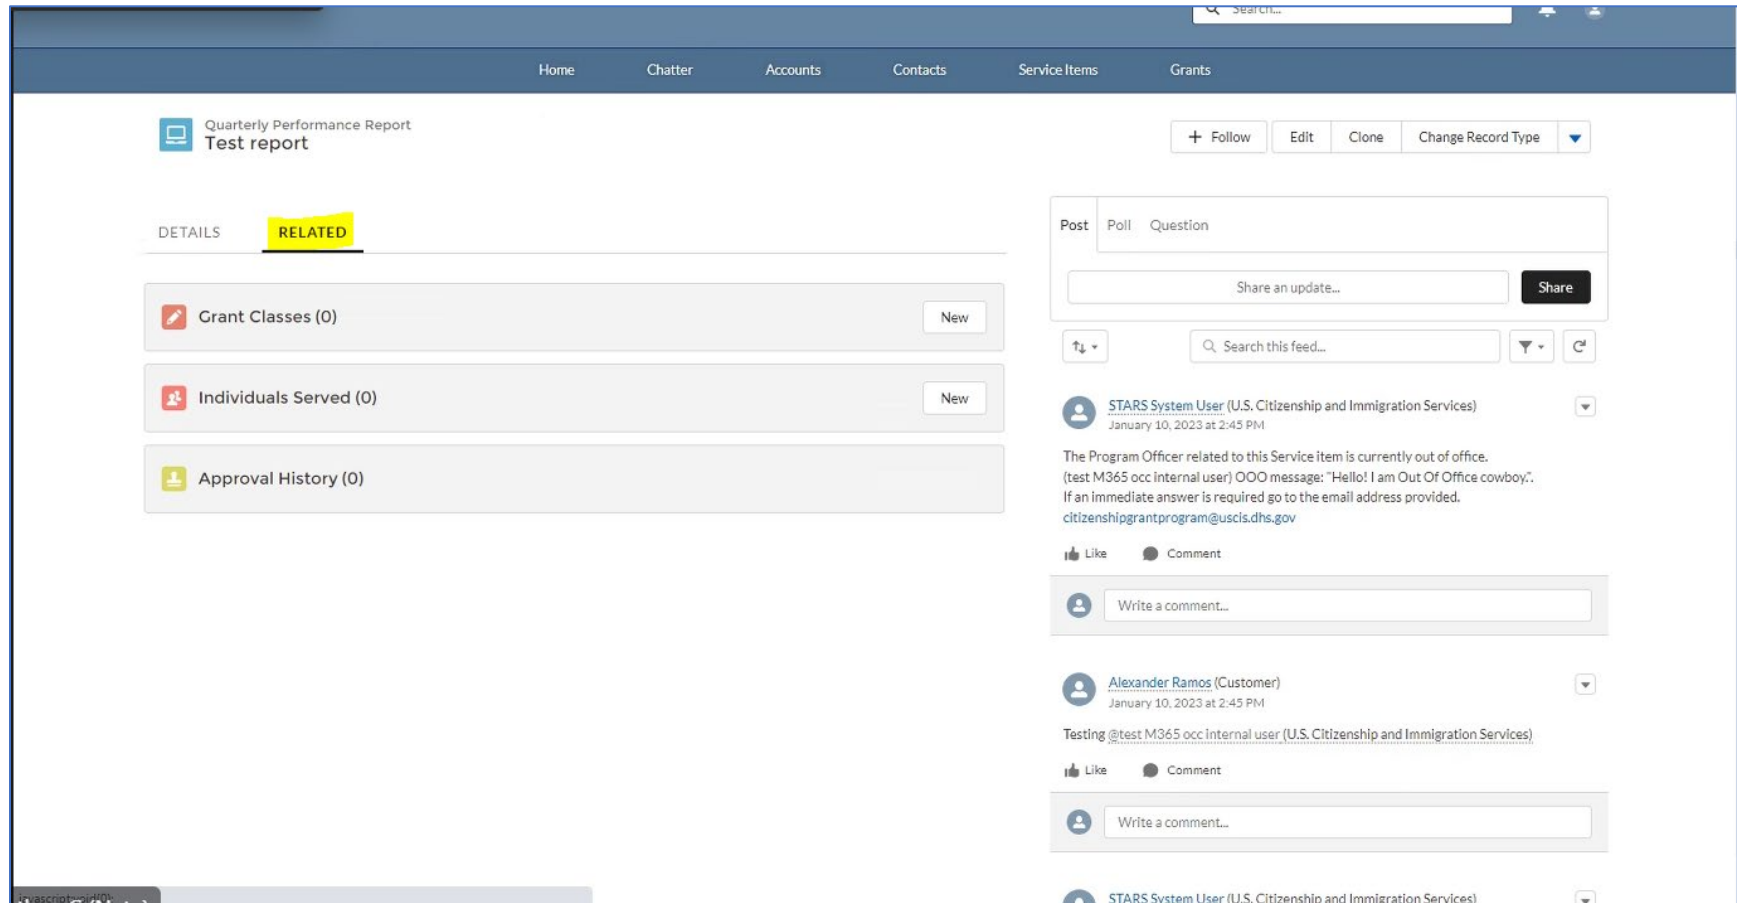 Search...
Home Chatter Accounts Contacts Service Items Grants
Quarterly Performance Report
Test report
+ Follow Edit Clone Change Record Type
DETAILS RELATED
Grant Classes (0) New
Individuals Served (0) New
Approval History (0)
Post Poll Question
Share an update... Share
Search this feed...
STARS System User (U.S. Citizenship and Immigration Services)
January 10, 2023 at 2:45 PM
The Program Officer related to this Service item is currently out of office.
(test M365 occ internal user) OOO message: "Hello! I am Out Of Office cowboy.".
If an immediate answer is required go to the email address provided.
citizenshipgrantprogram@uscis.dhs.gov
Like Comment
Write a comment...
Alexander Ramos (Customer)
January 10, 2023 at 2:45 PM
Testing @test M365 occ internal user (U.S. Citizenship and Immigration Services)
Like Comment
Write a comment...
STARS System User (U.S. Citizenship and Immigration Services)
javascript:void(0);